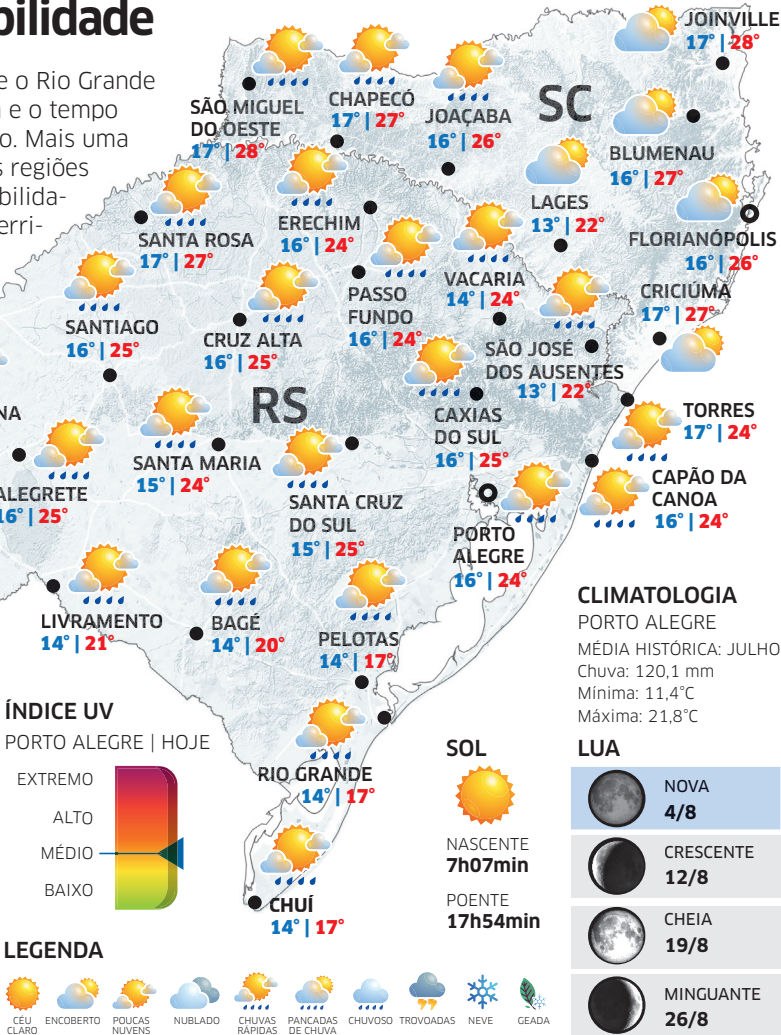 bilidade
e o Rio Grande
e o tempo
o. Mais uma
s regiões
bilida-
erri-
SC
JOINVILLE
17° | 28°
SÃO MIGUEL
DO OESTE
17° | 28°
CHAPECÓ
17° | 27°
JOAÇABA
16° | 26°
BLUMENAU
16° | 27°
LAGES
13° | 22°
FLORIANÓPOLIS
16° | 26°
SANTA ROSA
17° | 27°
ERECHIM
16° | 24°
PASSO
FUNDO
16° | 24°
VACARIA
14° | 24°
CRICIÚMA
17° | 27°
SANTIAGO
16° | 25°
CRUZ ALTA
16° | 25°
SÃO JOSÉ
DOS AUSENTES
13° | 22°
RS
NA
CAXIAS
DO SUL
16° | 25°
TORRES
17° | 24°
ALEGRETE
16° | 25°
SANTA MARIA
15° | 24°
SANTA CRUZ
DO SUL
15° | 25°
CAPÃO DA
CANOA
16° | 24°
PORTO
ALEGRE
16° | 24°
LIVRAMENTO
14° | 21°
BAGÉ
14° | 20°
PELOTAS
14° | 17°
RIO GRANDE
14° | 17°
CHUÍ
14° | 17°
CLIMATOLOGIA
PORTO ALEGRE
MÉDIA HISTÓRICA: JULHO
Chuva: 120,1 mm
Mínima: 11,4°C
Máxima: 21,8°C
ÍNDICE UV
PORTO ALEGRE | HOJE
EXTREMO
ALTO
MÉDIO
BAIXO
SOL
NASCENTE
7h07min
POENTE
17h54min
LUA
NOVA
4/8
CRESCENTE
12/8
CHEIA
19/8
MINGUANTE
26/8
LEGENDA
CÉU
CLARO
ENCOBERTO
POUCAS
NUVENS
NUBLADO
CHUVAS
RÁPIDAS
PANCADAS
DE CHUVA
CHUVOSO
TROVOADAS
NEVE
GEADA